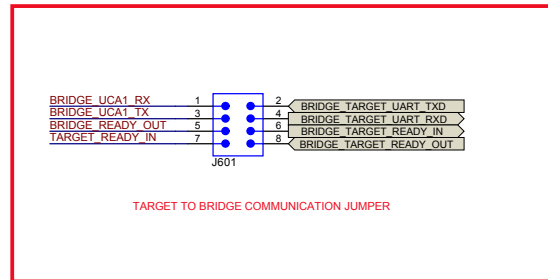 BRIDGE_UCA1_RX 1 2 BRIDGE_TARGET_UART_TXD
BRIDGE_UCA1_TX 3 4 BRIDGE_TARGET_UART_RXD
BRIDGE_READY_OUT 5 6 BRIDGE_TARGET_READY_IN
TARGET_READY_IN 7 8 BRIDGE_TARGET_READY_OUT
J601
TARGET TO BRIDGE COMMUNICATION JUMPER